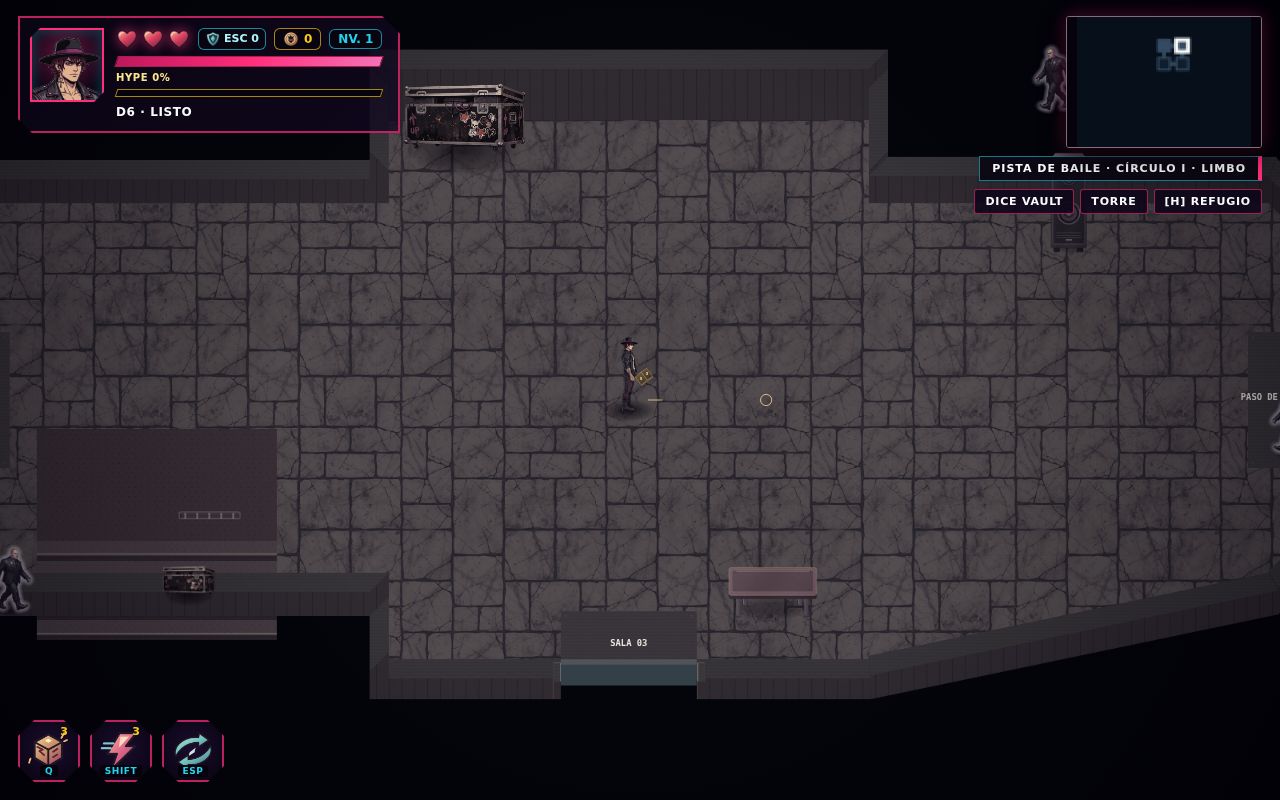 ESC 0
0
NV. 1
HYPE 0%
D6 · LISTO
PISTA DE BAILE · CÍRCULO I · LIMBO
DICE VAULT
TORRE
[H] REFUGIO
PASO DE
SALA 03
3
Q
3
SHIFT
ESP